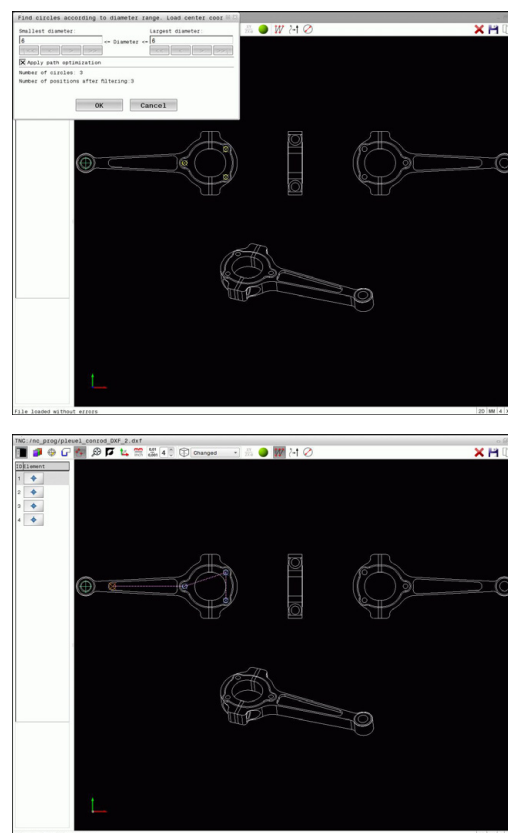 Find circles according to diameter range. Load center coor
Smallest diameter: Largest diameter:
6 <= Diameter <= 6
Apply path optimization
Number of circles: 3
Number of positions after filtering:3
OK Cancel
File loaded without errors 20 MM 4
TNC:/nc_prog/pleuel_conrod_DXF_2.dxf
4 Changed
ID Element
1
2
3
4